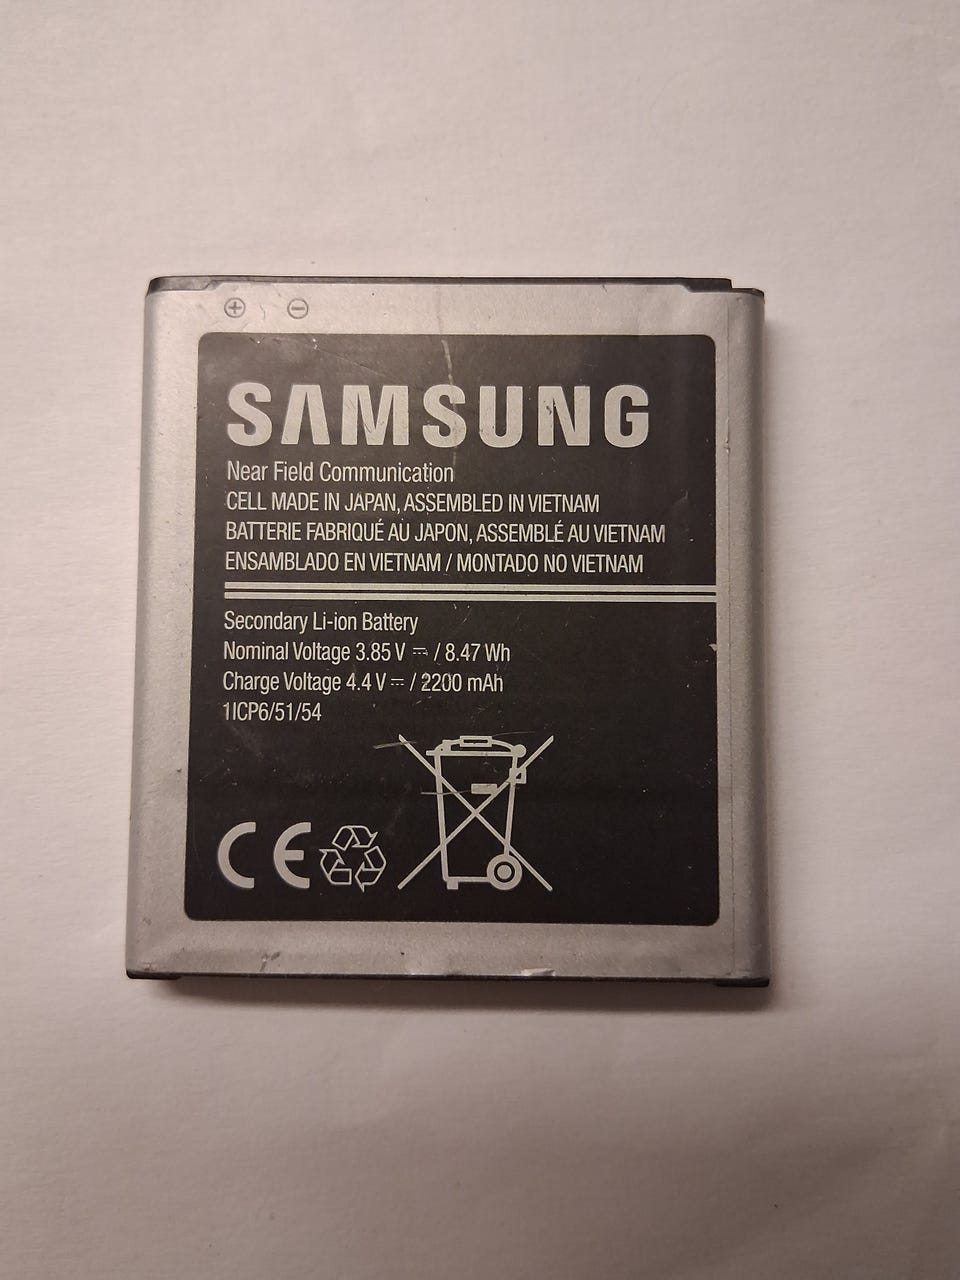 SAMSUNG
Near Field Communication
CELL MADE IN JAPAN, ASSEMBLED IN VIETNAM
BATTERIE FABRIQUÉ AU JAPON, ASSEMBLÉ AU VIETNAM
ENSAMBLADO EN VIETNAM / MONTADO NO VIETNAM
Secondary Li-ion Battery
Nominal Voltage 3.85 V ⎓ / 8.47 Wh
Charge Voltage 4.4 V ⎓ / 2200 mAh
1ICP6/51/54
CE